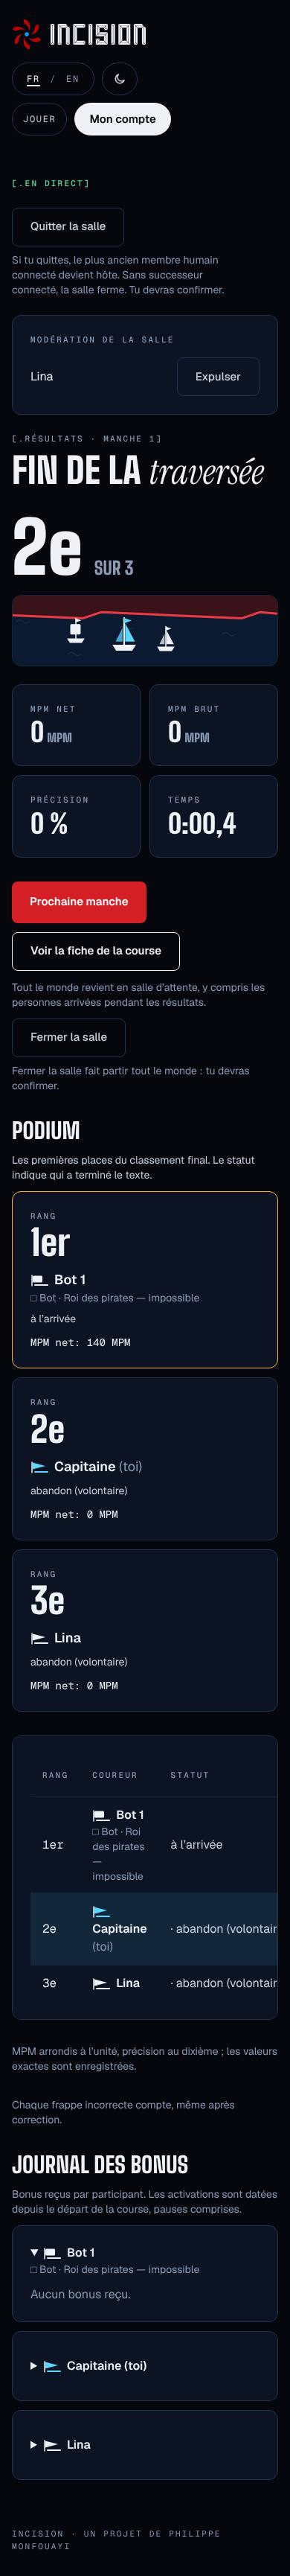 INCISION
FR / EN
JOUER
Mon compte
[.EN DIRECT]
Quitter la salle
Si tu quittes, le plus ancien membre humain
connecté devient hôte. Sans successeur
connecté, la salle ferme. Tu devras confirmer.
MODÉRATION DE LA SALLE
Lina
Expulser
[.RÉSULTATS · MANCHE 1]
FIN DE LA traversée
2e SUR 3
MPM NET
0 MPM
MPM BRUT
0 MPM
PRÉCISION
0 %
TEMPS
0:00,4
Prochaine manche
Voir la fiche de la course
Tout le monde revient en salle d'attente, y compris les
personnes arrivées pendant les résultats.
Fermer la salle
Fermer la salle fait partir tout le monde : tu devras
confirmer.
PODIUM
Les premières places du classement final. Le statut
indique qui a terminé le texte.
RANG
1er
Bot 1
□ Bot · Roi des pirates — impossible
à l'arrivée
MPM net: 140 MPM
RANG
2e
Capitaine (toi)
abandon (volontaire)
MPM net: 0 MPM
RANG
3e
Lina
abandon (volontaire)
MPM net: 0 MPM
RANG COUREUR STATUT
Bot 1
□ Bot · Roi
des pirates
—
impossible
1er
à l'arrivée
2e
Capitaine
(toi)
· abandon (volontair
3e Lina · abandon (volontair
MPM arrondis à l'unité, précision au dixième ; les valeurs
exactes sont enregistrées.
Chaque frappe incorrecte compte, même après
correction.
JOURNAL DES BONUS
Bonus reçus par participant. Les activations sont datées
depuis le départ de la course, pauses comprises.
▼ Bot 1
□ Bot · Roi des pirates — impossible
Aucun bonus reçu.
▶ Capitaine (toi)
▶ Lina
INCISION · UN PROJET DE PHILIPPE
MONFOUAYI